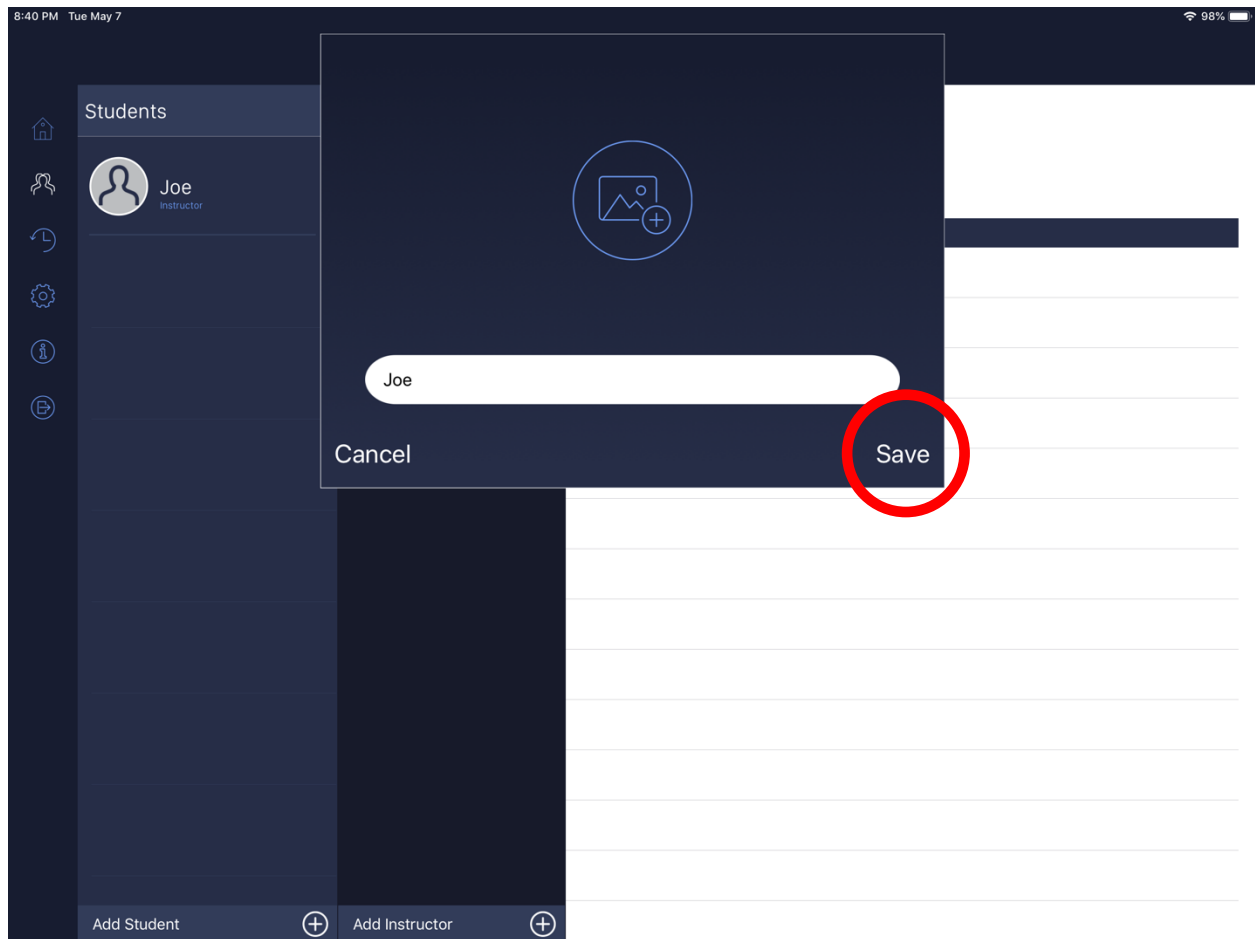 8:40 PM Tue May 7
98%
Students
Joe
Instructor
Joe
Cancel
Save
Add Student
Add Instructor